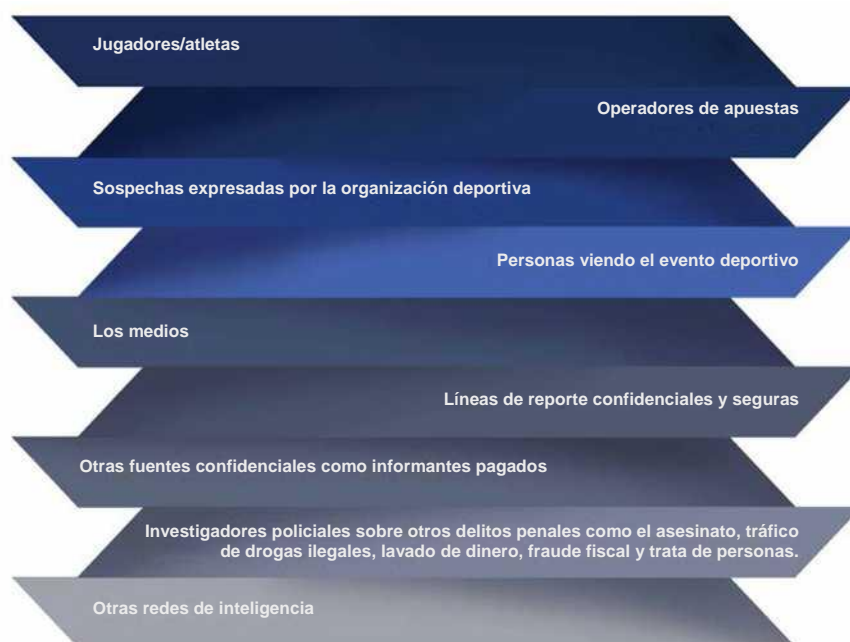 Jugadores/atletas
Operadores de apuestas
Sospechas expresadas por la organización deportiva
Personas viendo el evento deportivo
Los medios
Líneas de reporte confidenciales y seguras
Otras fuentes confidenciales como informantes pagados
Investigadores policiales sobre otros delitos penales como el asesinato, tráfico
de drogas ilegales, lavado de dinero, fraude fiscal y trata de personas.
Otras redes de inteligencia